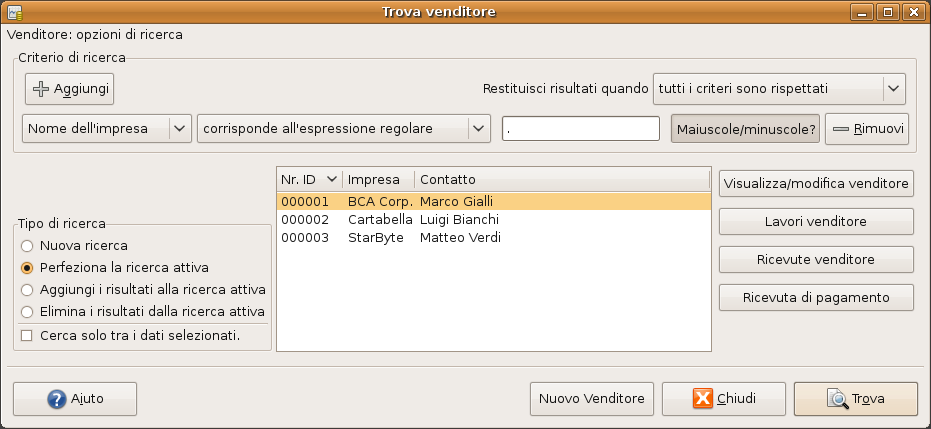 Trova venditore
Venditore: opzioni di ricerca
Criterio di ricerca
Aggiungi
Restituisci risultati quando
tutti i criteri sono rispettati
Nome dell'impresa
corrisponde all'espressione regolare
.
Maiuscole/minuscole?
Rimuovi
Nr. ID Impresa Contatto
000001 BCA Corp. Marco Gialli
000002 Cartabella Luigi Bianchi
000003 StarByte Matteo Verdi
Visualizza/modifica venditore
Lavori venditore
Ricevute venditore
Ricevuta di pagamento
Tipo di ricerca
Nuova ricerca
Perfeziona la ricerca attiva
Aggiungi i risultati alla ricerca attiva
Elimina i risultati dalla ricerca attiva
Cerca solo tra i dati selezionati.
Aiuto
Nuovo Venditore
Chiudi
Trova